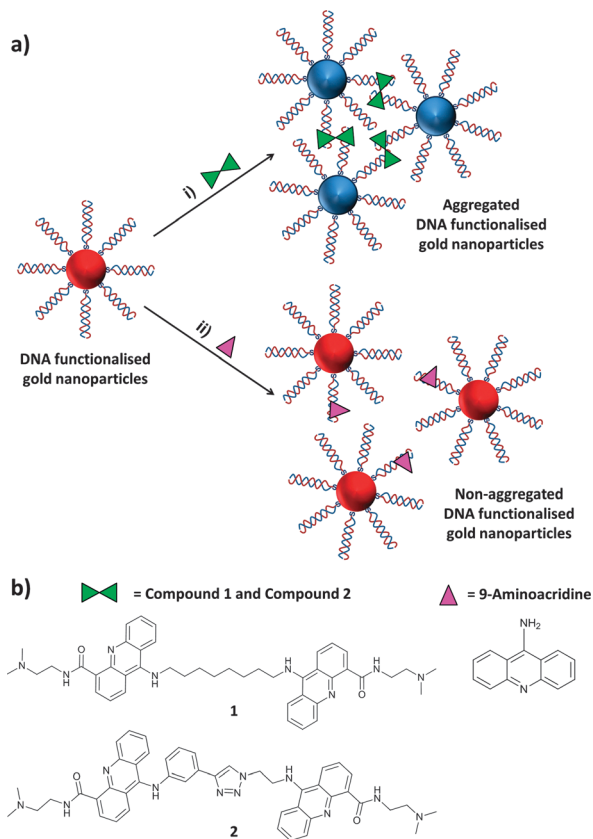 a)
i)
Aggregated
DNA functionalised
gold nanoparticles
DNA functionalised
gold nanoparticles
ii)
Non-aggregated
DNA functionalised
gold nanoparticles
b)
= Compound 1 and Compound 2
= 9-Aminoacridine
N
O
N
H
N
N
H
H
N
N
O
H
N
N
1
NH2
N
N
O
N
H
N
N
H
N
N=N
H
N
N
O
H
N
N
2